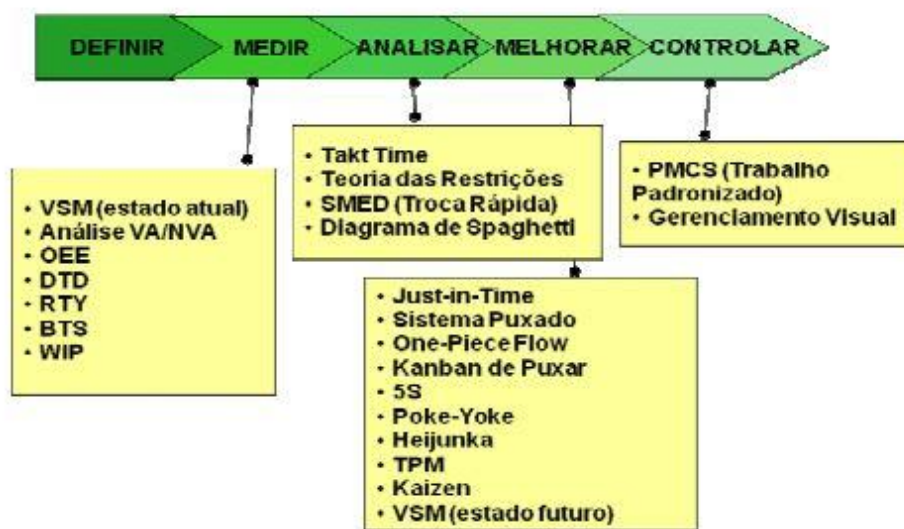 DEFINIR
MEDIR
ANALISAR
MELHORAR
CONTROLAR
• VSM (estado atual)
• Análise VA/NVA
• OEE
• DTD
• RTY
• BTS
• WIP
• Takt Time
• Teoria das Restrições
• SMED (Troca Rápida)
• Diagrama de Spaghetti
• Just-in-Time
• Sistema Puxado
• One-Piece Flow
• Kanban de Puxar
• 5S
• Poke-Yoke
• Heijunka
• TPM
• Kaizen
• VSM (estado futuro)
• PMCS (Trabalho
Padronizado)
• Gerenciamento Visual